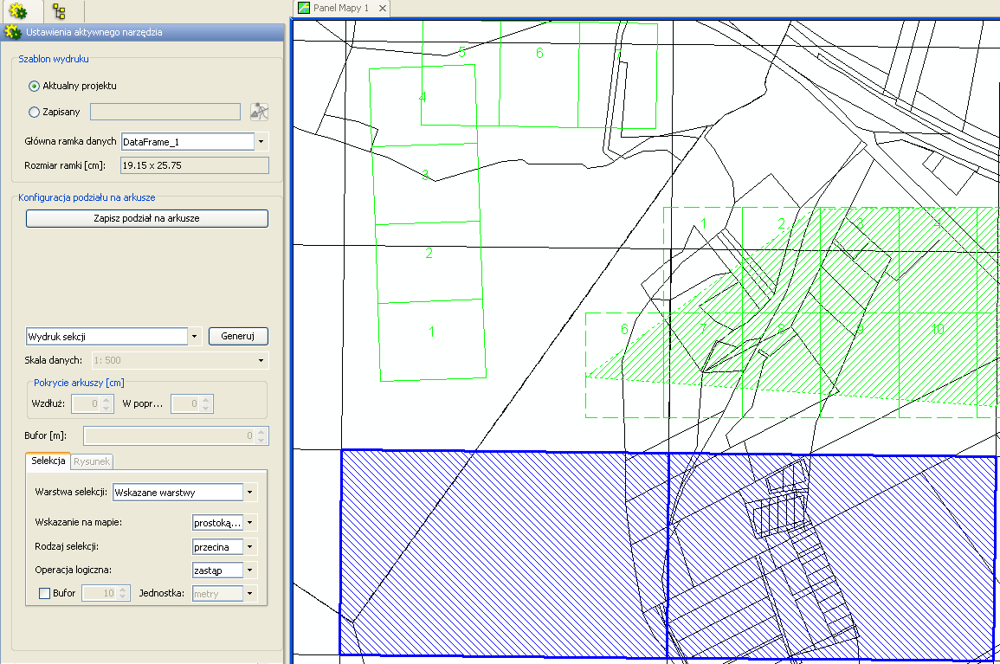 Panel Mapy 1
Ustawienia aktywnego narzędzia
Szablon wydruku
Aktualny projektu
Zapisany
Główna ramka danych DataFrame_1
Rozmiar ramki [cm]: 19.15 x 25.75
Konfiguracja podziału na arkusze
Zapisz podział na arkusze
Wydruk sekcji Generuj
Skala danych: 1: 500
Pokrycie arkuszy [cm]
Wzdłuż: 0 W popr... 0
Bufor [m]: 0
Selekcja Rysunek
Warstwa selekcji: Wskazane warstwy
Wskazanie na mapie: prostoką...
Rodzaj selekcji: przecina
Operacja logiczna: zastąp
Bufor 10 Jednostka: metry
5 6
4
3
2
1
1 2 3 4
6 7 8 9 10